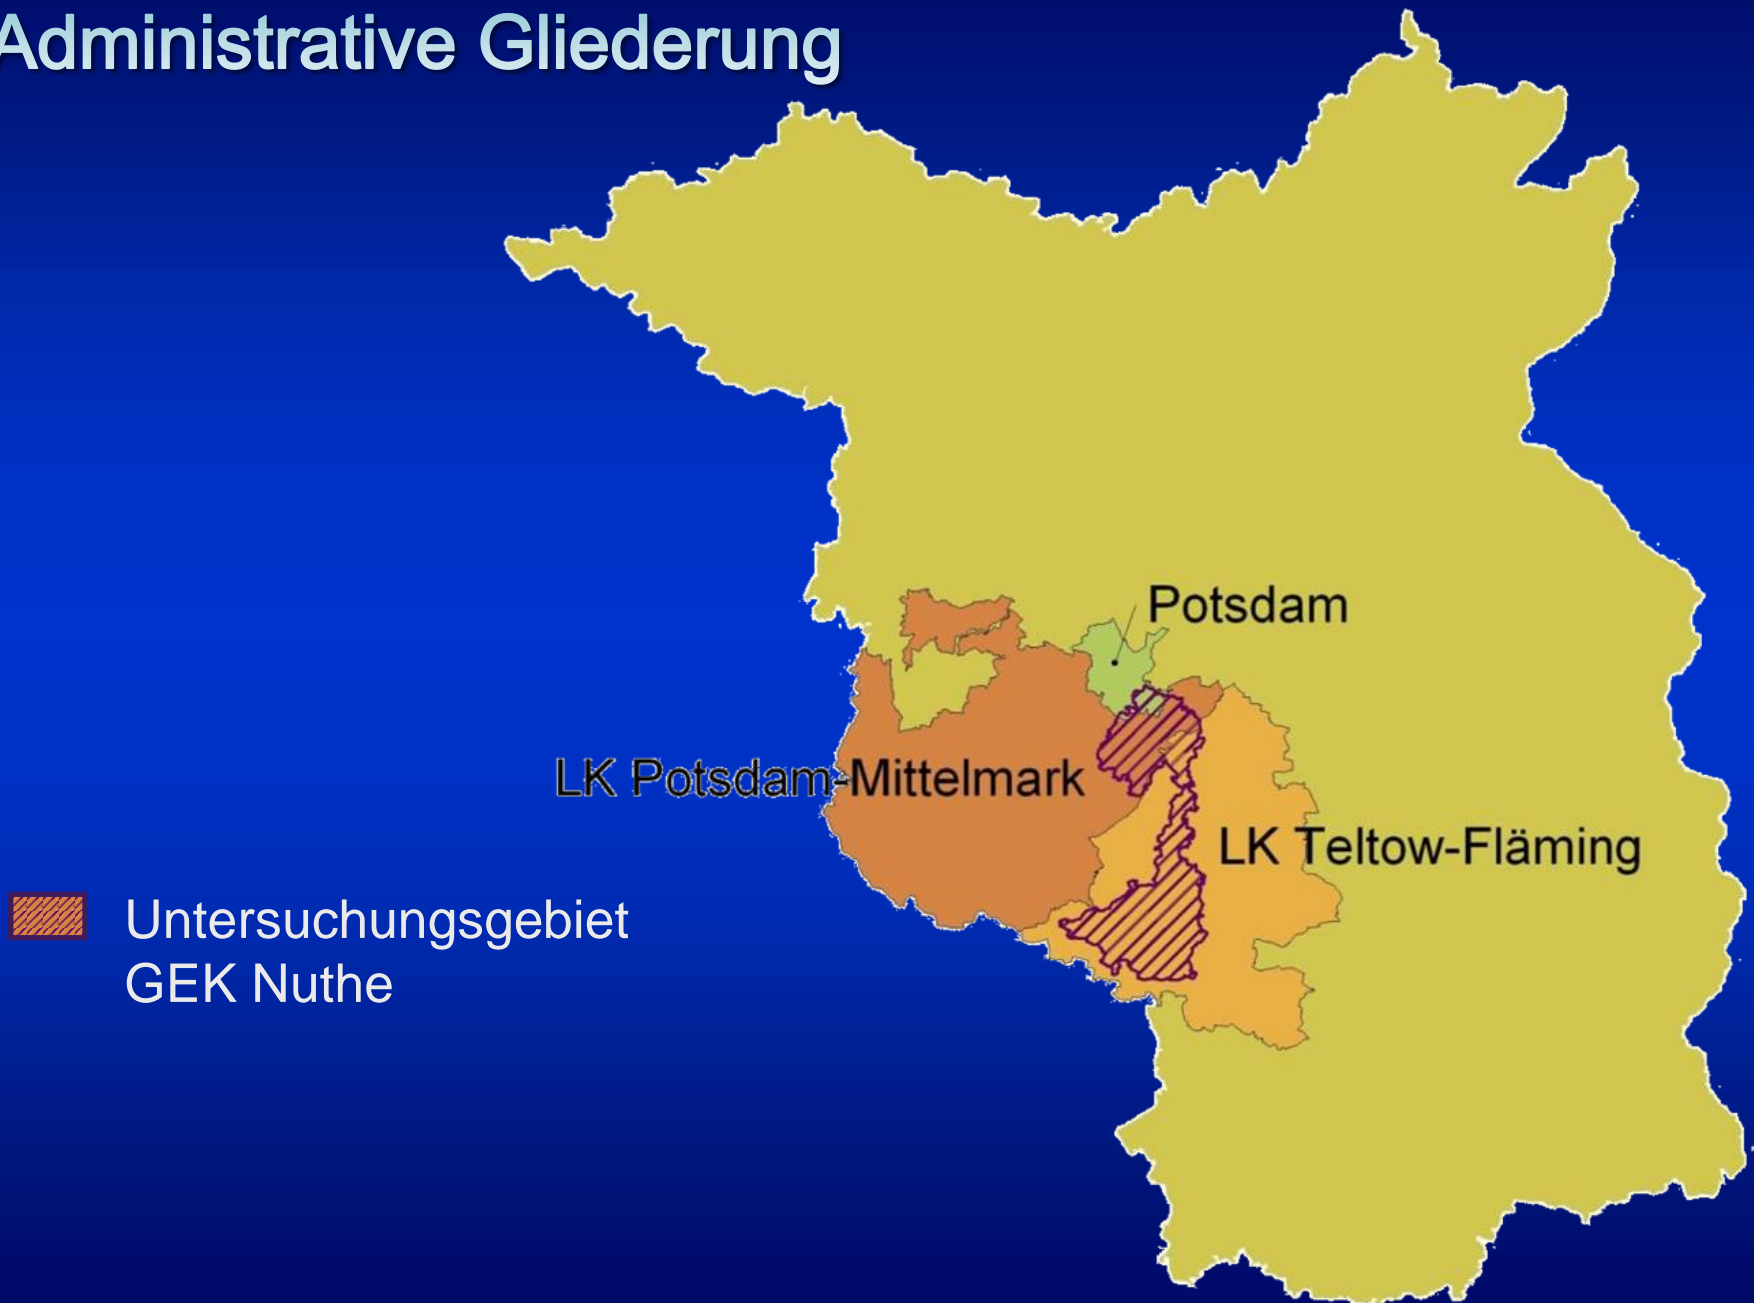 Administrative Gliederung
Potsdam
LK Potsdam-Mittelmark
LK Teltow-Fläming
Untersuchungsgebiet
GEK Nuthe